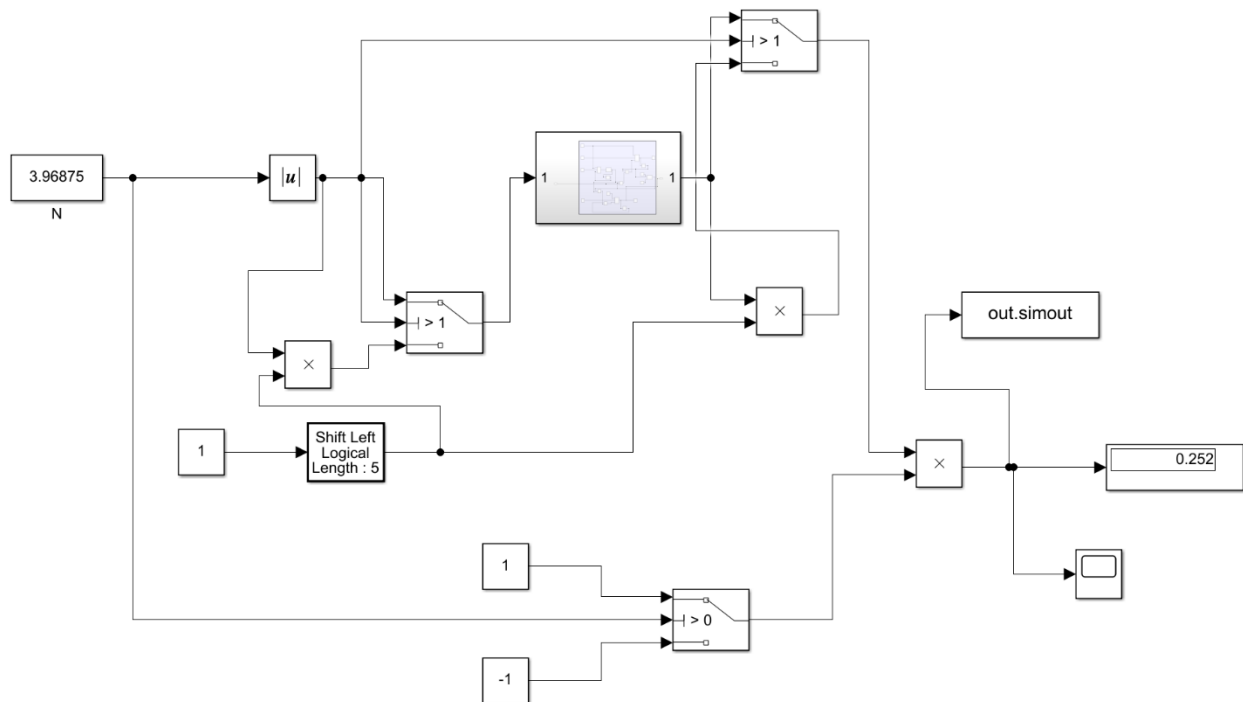 > 1
3.96875
N
|u|
1
1
> 1
×
×
out.simout
1
Shift Left
Logical
Length : 5
×
0.252
1
> 0
-1